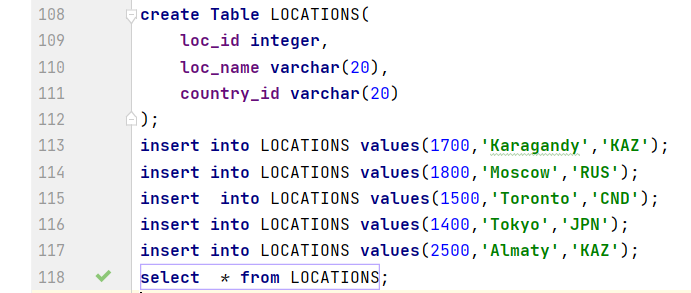 108 create Table LOCATIONS(
109     loc_id integer,
110     loc_name varchar(20),
111     country_id varchar(20)
112 );
113 insert into LOCATIONS values(1700,'Karagandy','KAZ');
114 insert into LOCATIONS values(1800,'Moscow','RUS');
115 insert  into LOCATIONS values(1500,'Toronto','CND');
116 insert into LOCATIONS values(1400,'Tokyo','JPN');
117 insert into LOCATIONS values(2500,'Almaty','KAZ');
118 select  * from LOCATIONS;